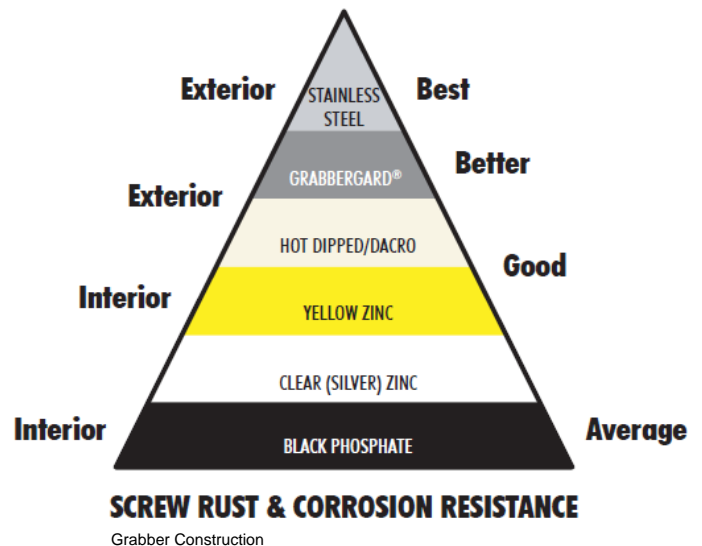 Exterior
Best
STAINLESS
STEEL
Better
GRABBERGARD®
Exterior
HOT DIPPED/DACRO
Good
Interior
YELLOW ZINC
CLEAR (SILVER) ZINC
Interior
Average
BLACK PHOSPHATE
SCREW RUST & CORROSION RESISTANCE
Grabber Construction